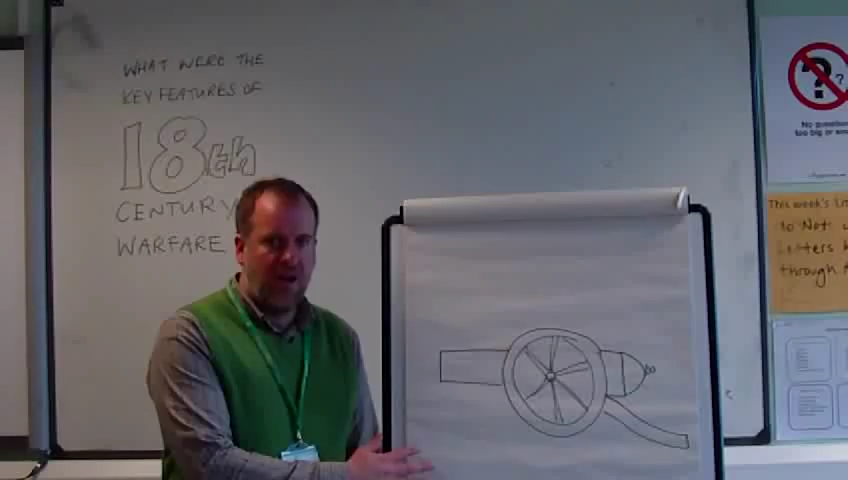 WHAT WERE THE
KEY FEATURES OF
18th
CENTURY
WARFARE
?
?
No question
too big or
This week's
to Not:
Letters
through